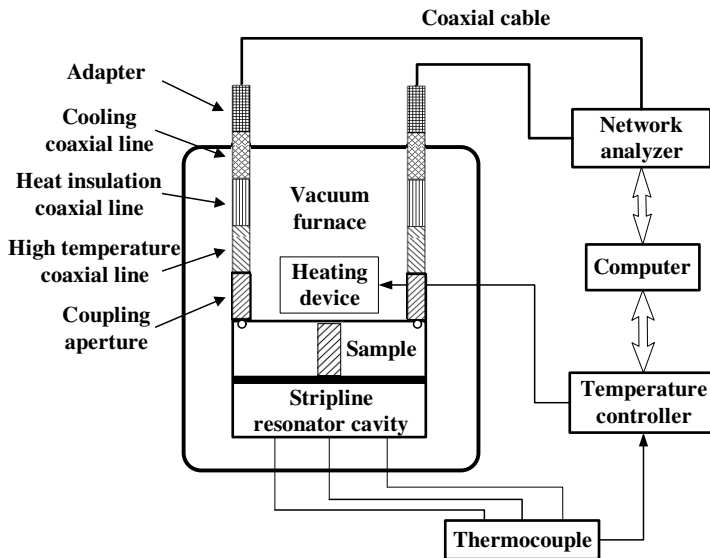 Coaxial cable
Adapter
Cooling
coaxial line
Heat insulation
coaxial line
High temperature
coaxial line
Coupling
aperture
Vacuum
furnace
Heating
device
Sample
Stripline
resonator cavity
Network
analyzer
Computer
Temperature
controller
Thermocouple